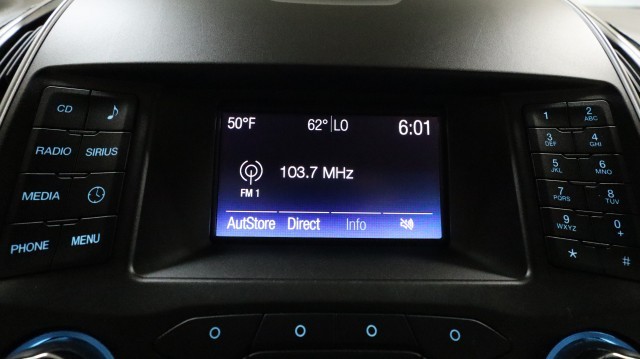 CD
RADIO SIRIUS
MEDIA
PHONE MENU
50°F 62° LO 6:01
103.7 MHz
FM 1
AutStore Direct Info
1 2 ABC
3 DEF 4 GHI
5 JKL 6 MNO
7 PQRS 8 TUV
9 WXYZ 0 +
* #